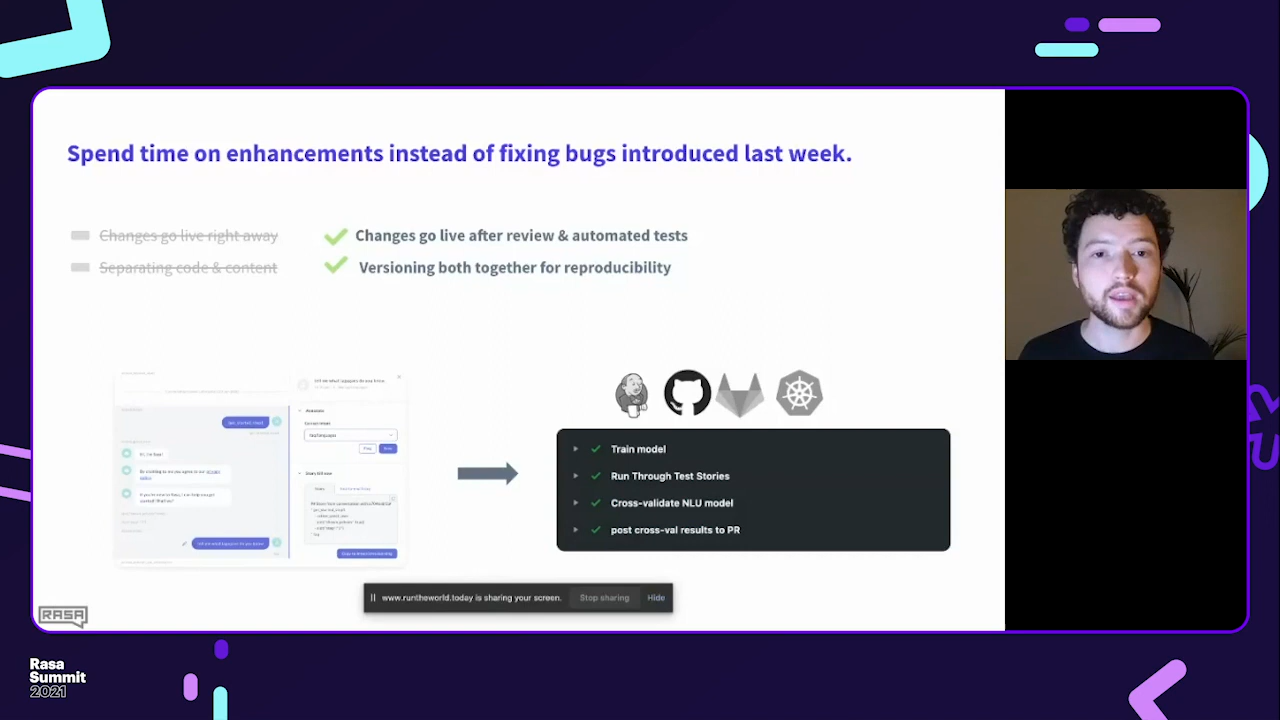 Spend time on enhancements instead of fixing bugs introduced last week.
Changes go live right away
Changes go live after review & automated tests
Separating code & content
Versioning both together for reproducibility
Hi, I'm Sara!
Train model
Run Through Test Stories
Cross-validate NLU model
post cross-val results to PR
www.runtheworld.today is sharing your screen.
Stop sharing
Hide
RASA
Rasa
Summit
2021